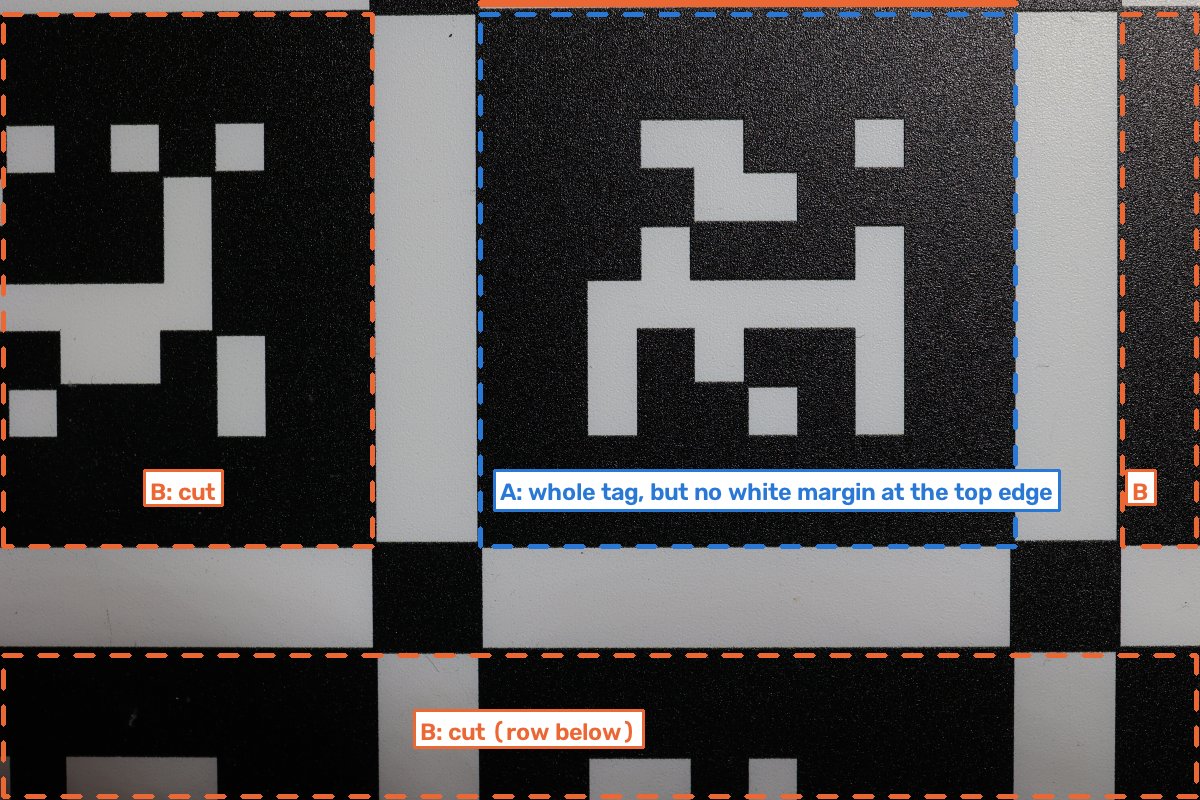 B: cut
A: whole tag, but no white margin at the top edge
B
B: cut (row below)